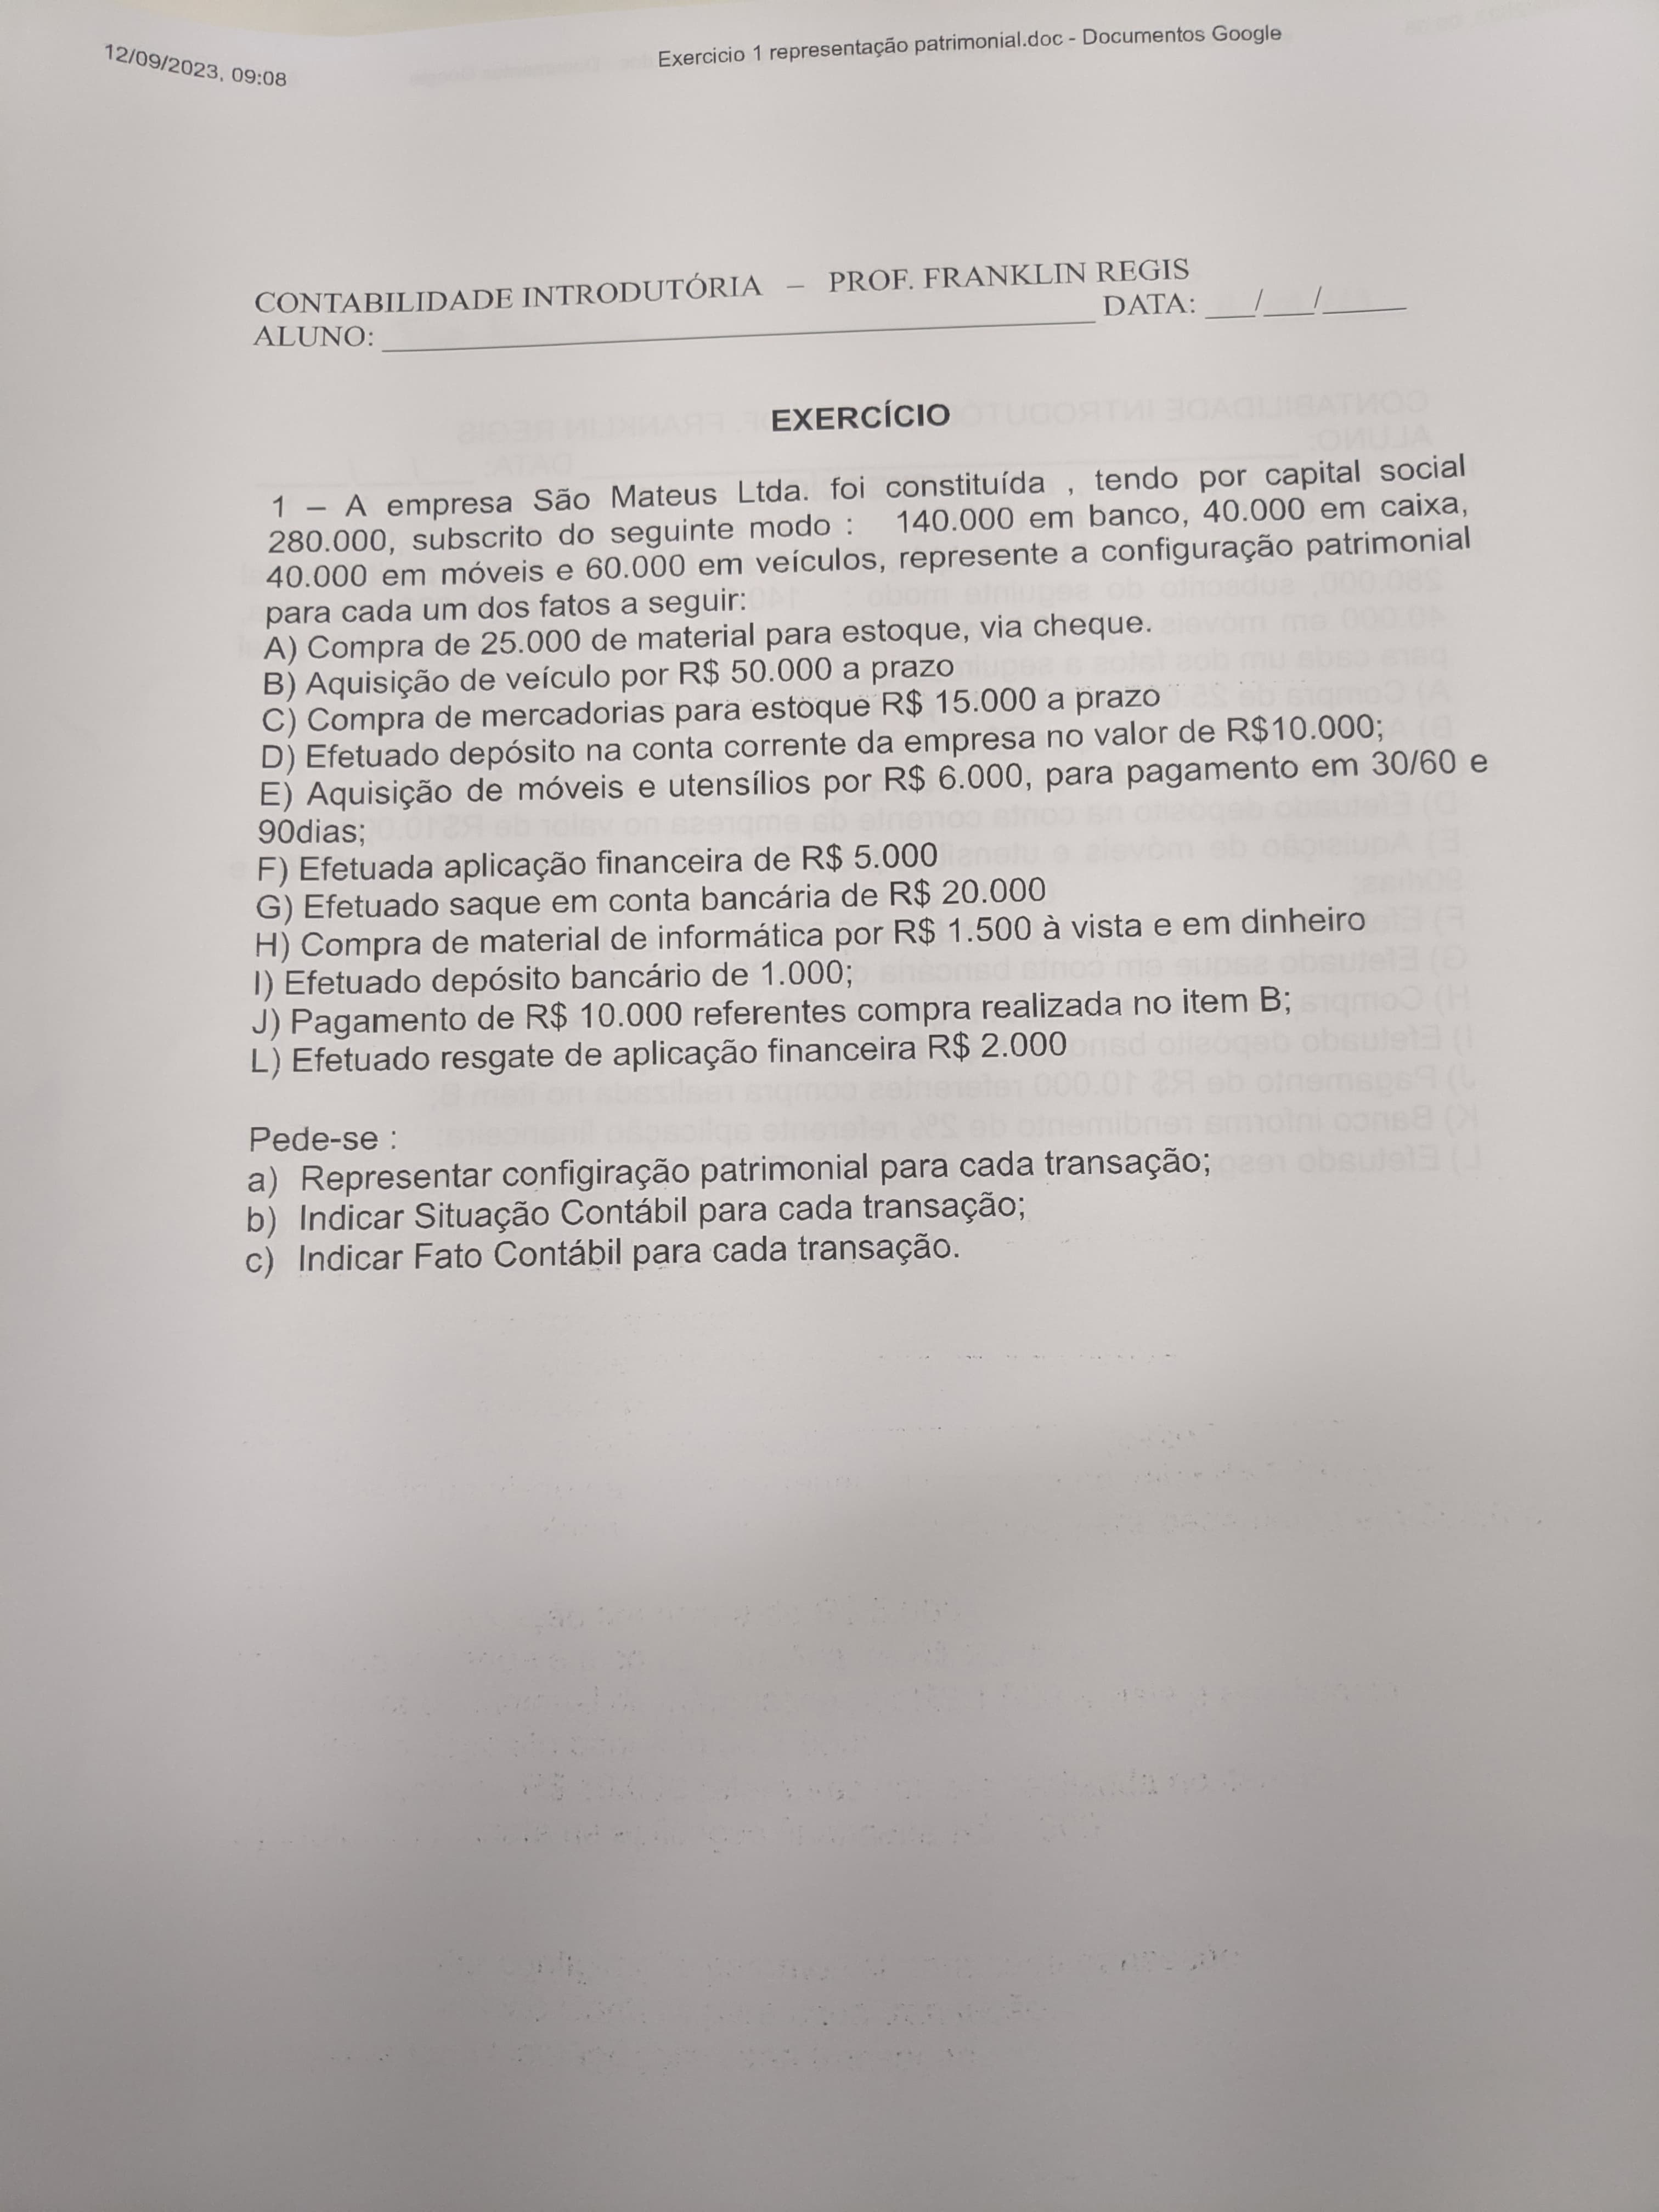 12/09/2023, 09:08
Exercicio 1 representação patrimonial.doc - Documentos Google
CONTABILIDADE INTRODUTÓRIA – PROF. FRANKLIN REGIS
ALUNO: ______________________________ DATA: ___/___/_____
EXERCÍCIO
1 – A empresa São Mateus Ltda. foi constituída , tendo por capital social
280.000, subscrito do seguinte modo : 140.000 em banco, 40.000 em caixa,
40.000 em móveis e 60.000 em veículos, represente a configuração patrimonial
para cada um dos fatos a seguir:
A) Compra de 25.000 de material para estoque, via cheque.
B) Aquisição de veículo por R$ 50.000 a prazo
C) Compra de mercadorias para estoque R$ 15.000 a prazo
D) Efetuado depósito na conta corrente da empresa no valor de R$10.000;
E) Aquisição de móveis e utensílios por R$ 6.000, para pagamento em 30/60 e
90dias;
F) Efetuada aplicação financeira de R$ 5.000
G) Efetuado saque em conta bancária de R$ 20.000
H) Compra de material de informática por R$ 1.500 à vista e em dinheiro
I) Efetuado depósito bancário de 1.000;
J) Pagamento de R$ 10.000 referentes compra realizada no item B;
L) Efetuado resgate de aplicação financeira R$ 2.000
Pede-se :
a) Representar configiração patrimonial para cada transação;
b) Indicar Situação Contábil para cada transação;
c) Indicar Fato Contábil para cada transação.